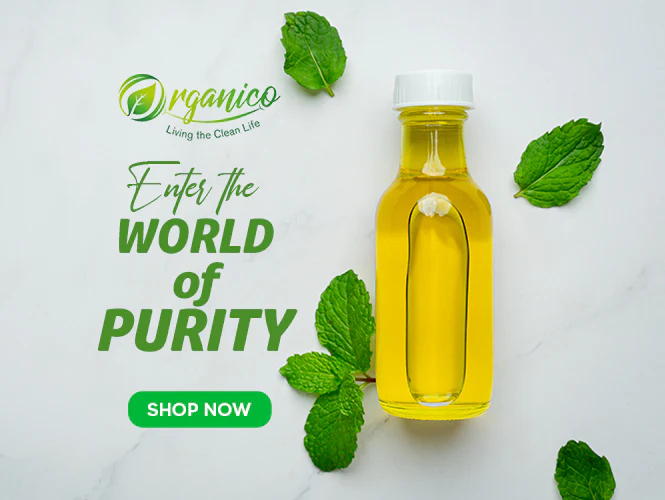 Organico
Living the Clean Life
Enter the
WORLD
of
PURITY
SHOP NOW